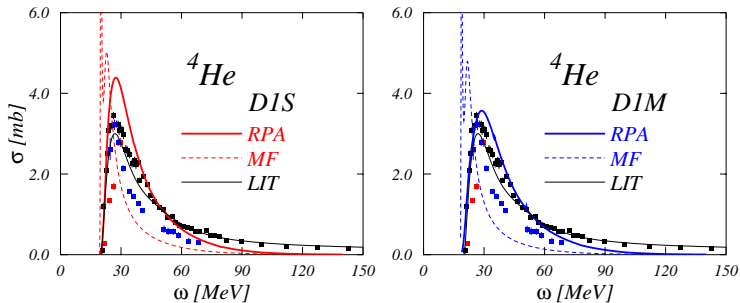 6.0
4.0
2.0
0.0
σ [mb]
⁴He
D1S
RPA
MF
LIT
0 30 60 90 120 150
ω [MeV]
6.0
4.0
2.0
0.0
⁴He
D1M
RPA
MF
LIT
0 30 60 90 120 150
ω [MeV]